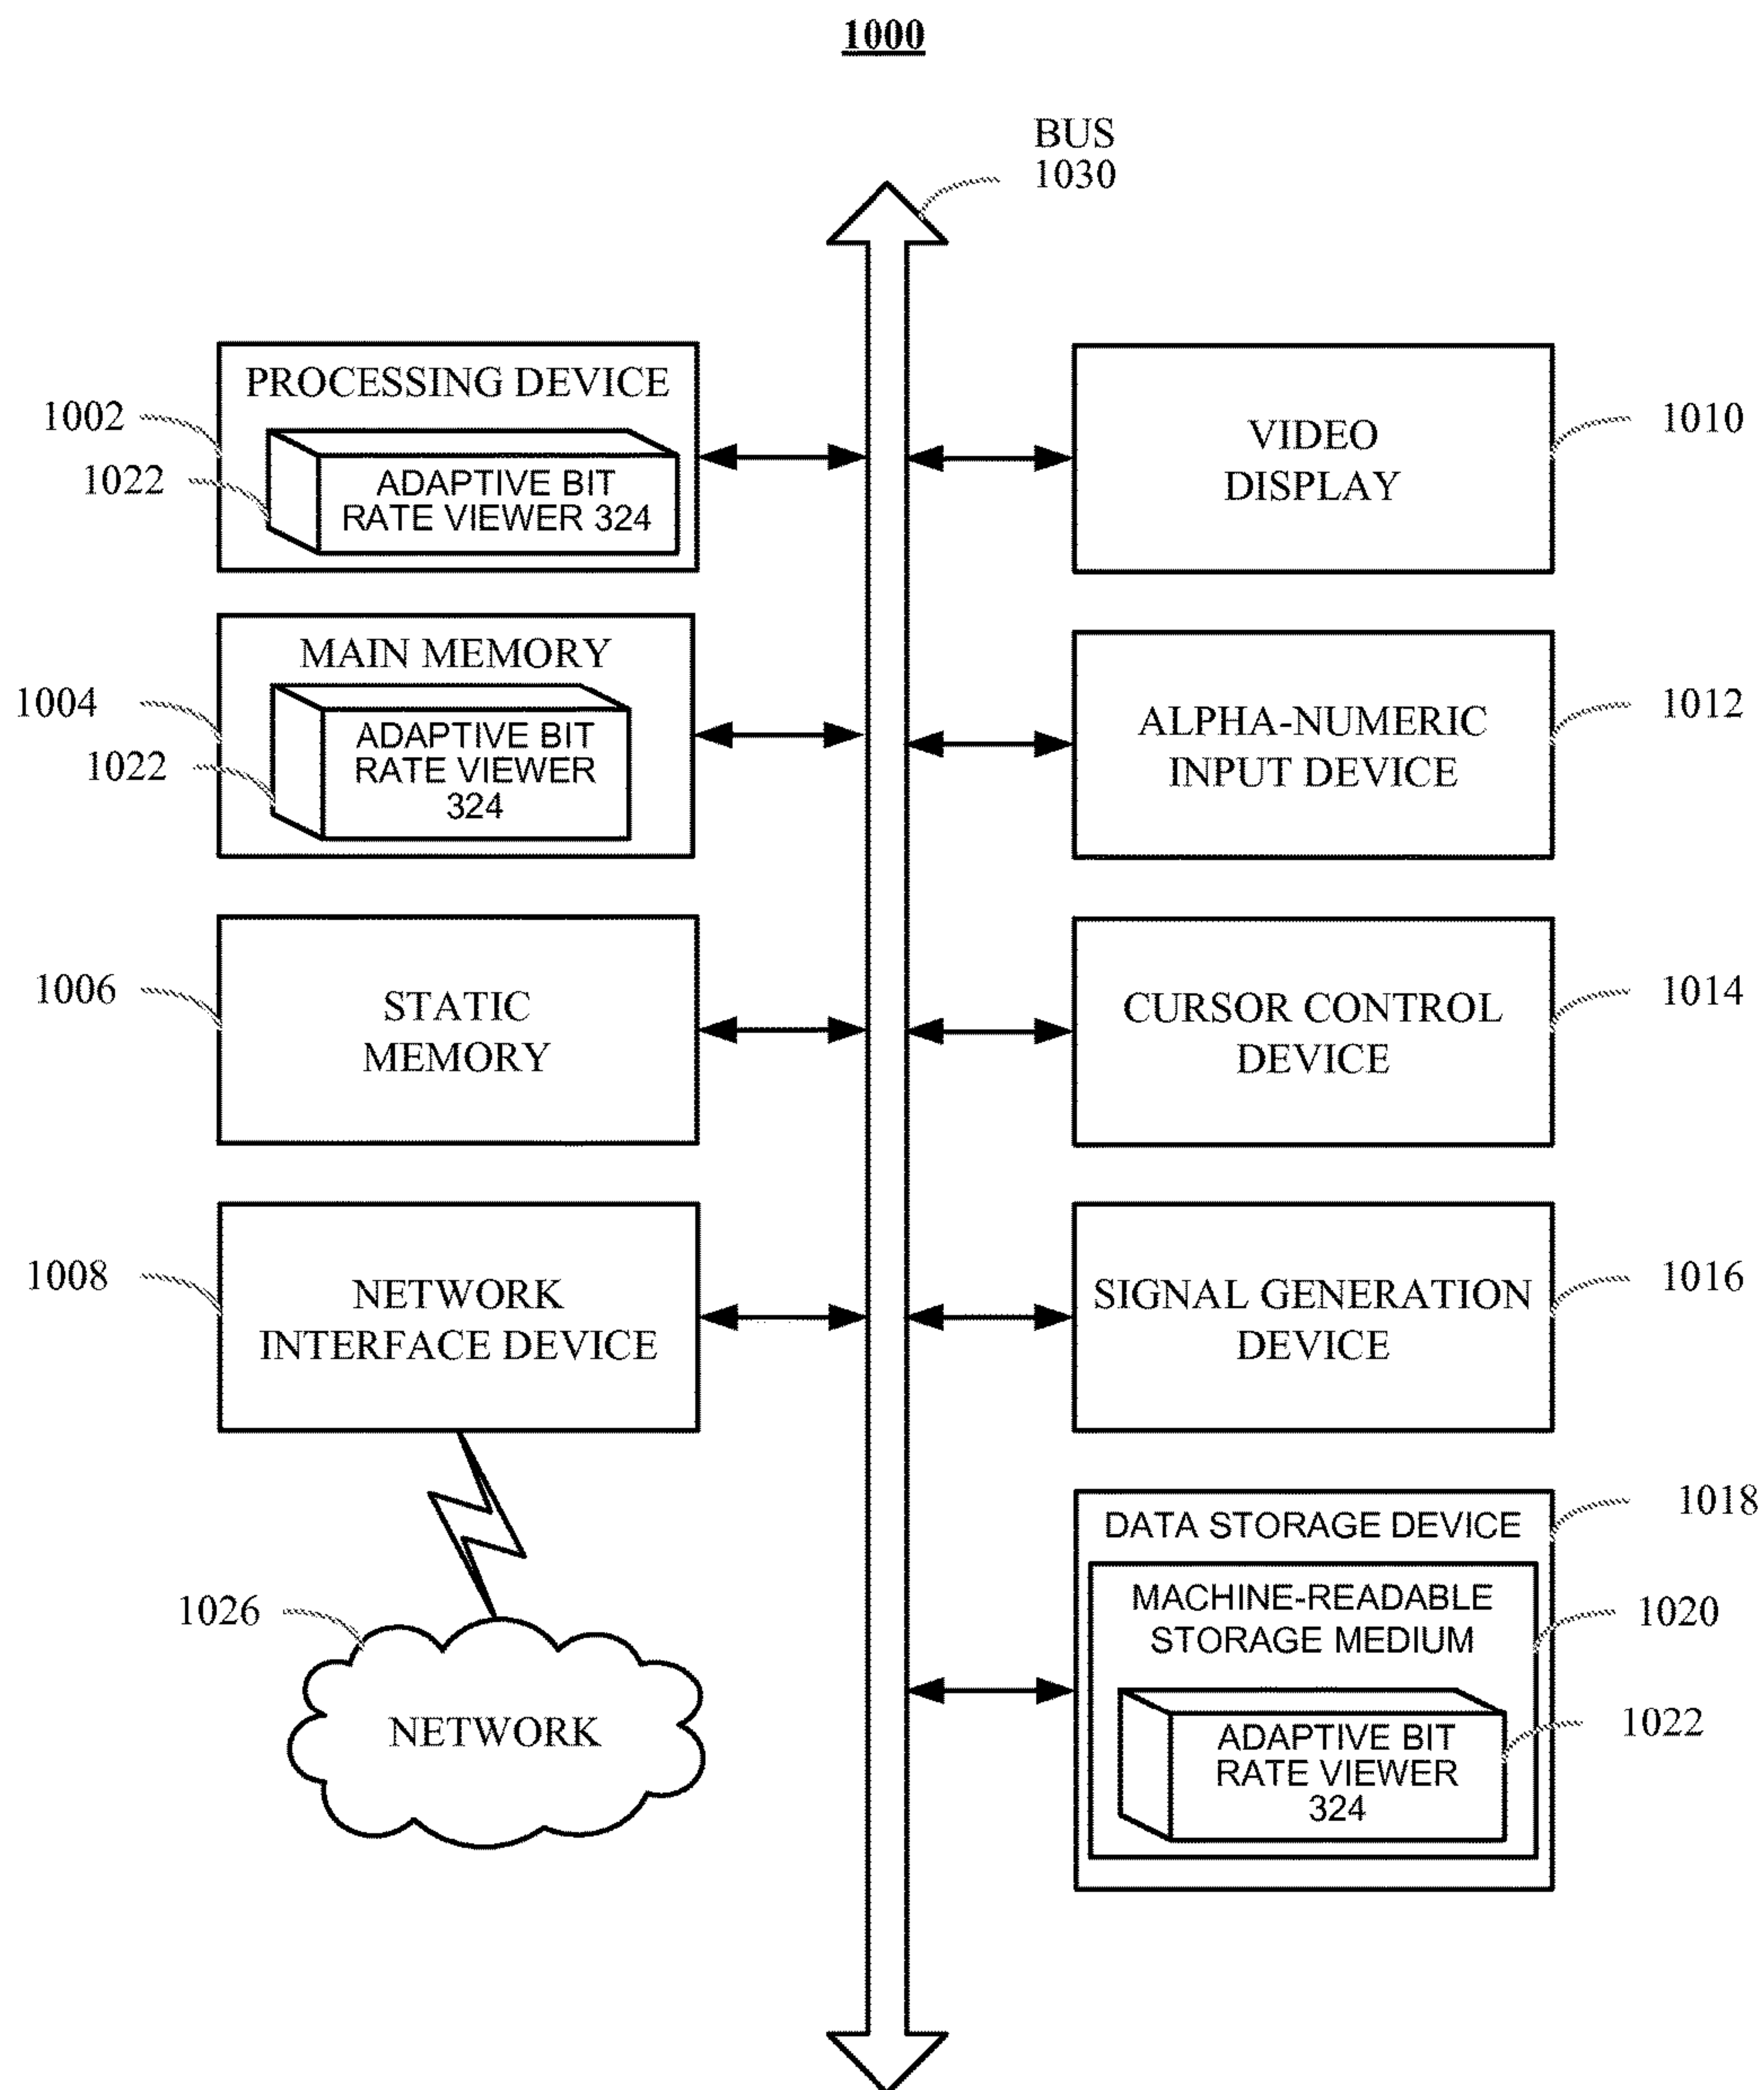 1000
BUS
1030
PROCESSING DEVICE
1002
1022
ADAPTIVE BIT
RATE VIEWER 324
MAIN MEMORY
1004
1022
ADAPTIVE BIT
RATE VIEWER
324
1006
STATIC
MEMORY
1008
NETWORK
INTERFACE DEVICE
1026
NETWORK
VIDEO
DISPLAY
1010
ALPHA-NUMERIC
INPUT DEVICE
1012
CURSOR CONTROL
DEVICE
1014
SIGNAL GENERATION
DEVICE
1016
DATA STORAGE DEVICE
1018
MACHINE-READABLE
STORAGE MEDIUM
1020
ADAPTIVE BIT
RATE VIEWER
324
1022